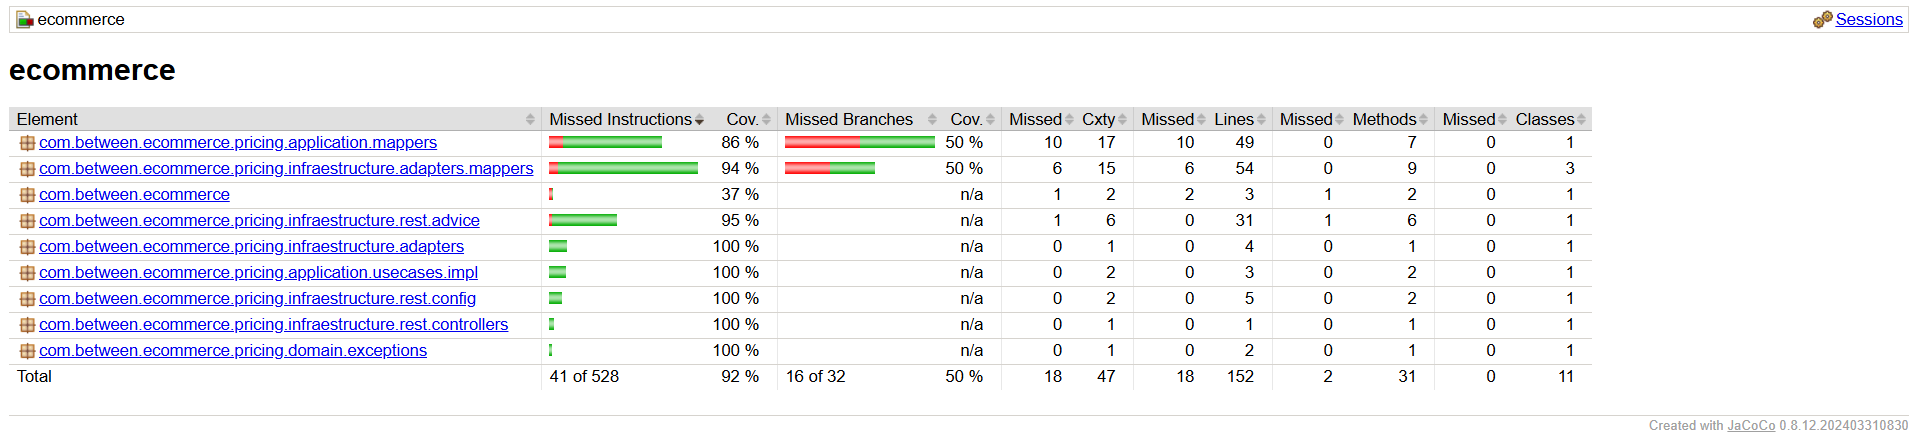 ecommerce Sessions
ecommerce
Element Missed Instructions Cov. Missed Branches Cov. Missed Cxty Missed Lines Missed Methods Missed Classes
com.between.ecommerce.pricing.application.mappers 86 % 50 % 10 17 10 49 0 7 0 1
com.between.ecommerce.pricing.infraestructure.adapters.mappers 94 % 50 % 6 15 6 54 0 9 0 3
com.between.ecommerce 37 % n/a 1 2 2 3 1 2 0 1
com.between.ecommerce.pricing.infraestructure.rest.advice 95 % n/a 1 6 0 31 1 6 0 1
com.between.ecommerce.pricing.infraestructure.adapters 100 % n/a 0 1 0 4 0 1 0 1
com.between.ecommerce.pricing.application.usecases.impl 100 % n/a 0 2 0 3 0 2 0 1
com.between.ecommerce.pricing.infraestructure.rest.config 100 % n/a 0 2 0 5 0 2 0 1
com.between.ecommerce.pricing.infraestructure.rest.controllers 100 % n/a 0 1 0 1 0 1 0 1
com.between.ecommerce.pricing.domain.exceptions 100 % n/a 0 1 0 2 0 1 0 1
Total 41 of 528 92 % 16 of 32 50 % 18 47 18 152 2 31 0 11
Created with JaCoCo 0.8.12.202403310830